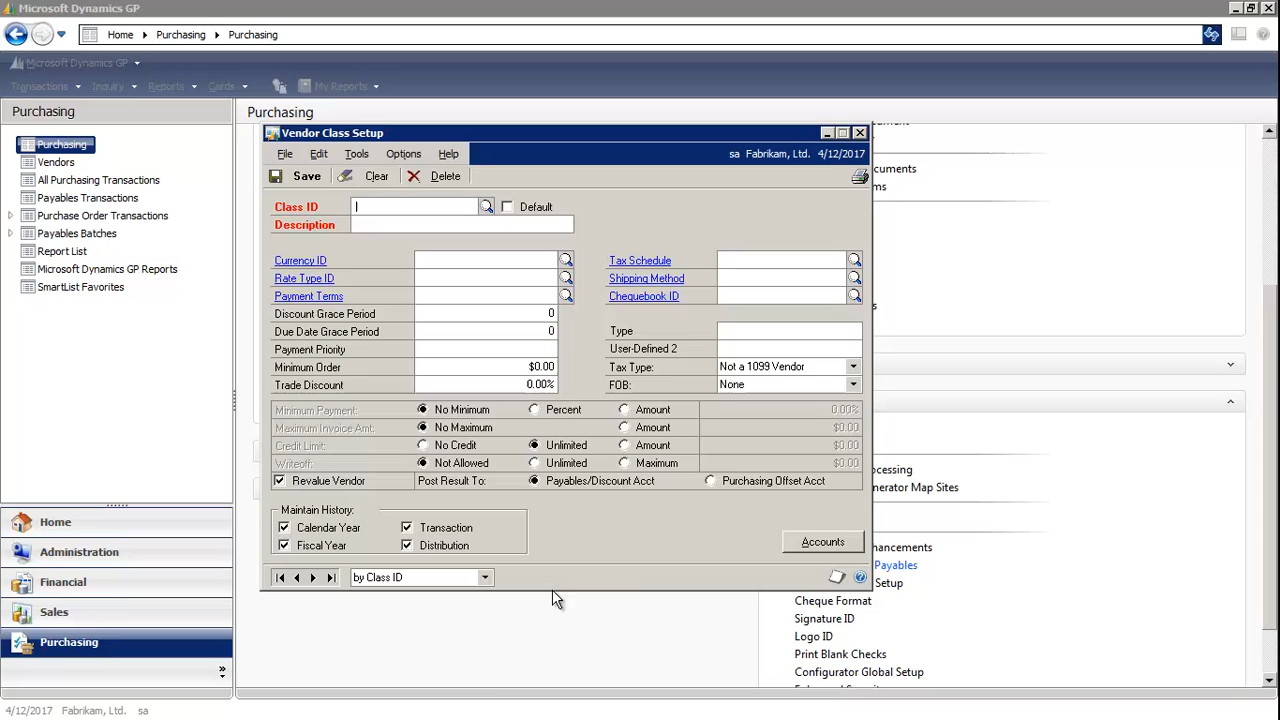 Microsoft Dynamics GP
Home Purchasing Purchasing
Microsoft Dynamics GP
Transactions Inquiry Reports Cards My Reports
Purchasing
Purchasing
Vendors
All Purchasing Transactions
Payables Transactions
Purchase Order Transactions
Payables Batches
Report List
Microsoft Dynamics GP Reports
SmartList Favorites
Home
Administration
Financial
Sales
Purchasing
»
Purchasing
Vendor Class Setup
File Edit Tools Options Help sa Fabrikam, Ltd. 4/12/2017
Save Clear Delete
Class ID Default
Description
Currency ID Tax Schedule
Rate Type ID Shipping Method
Payment Terms Chequebook ID
Discount Grace Period 0
Due Date Grace Period 0 Type
Payment Priority User-Defined 2
Minimum Order $0.00 Tax Type: Not a 1099 Vendor
Trade Discount 0.00% FOB: None
Minimum Payment: No Minimum Percent Amount 0.00%
Maximum Invoice Amt: No Maximum Amount $0.00
Credit Limit: No Credit Unlimited Amount $0.00
Writeoff: Not Allowed Unlimited Maximum $0.00
Revalue Vendor Post Result To: Payables/Discount Acct Purchasing Offset Acct
Maintain History:
Calendar Year Transaction
Fiscal Year Distribution
Accounts
by Class ID
ocuments
ms
ocessing
nerator Map Sites
nhancements
Payables
Setup
Cheque Format
Signature ID
Logo ID
Print Blank Checks
Configurator Global Setup
4/12/2017 Fabrikam, Ltd. sa